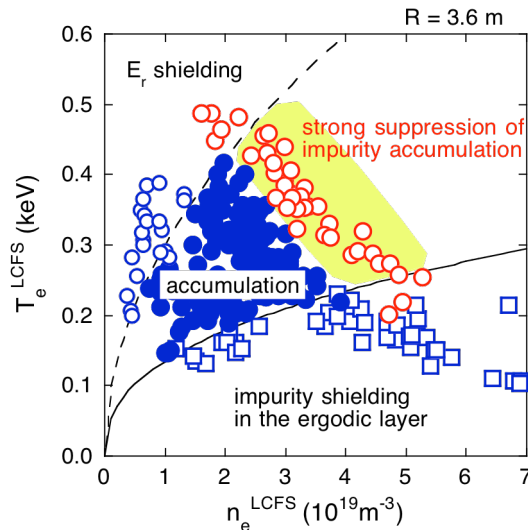 R = 3.6 m
0.6
0.5
0.4
0.3
0.2
0.1
0.0
T_e^LCFS (keV)
E_r shielding
strong suppression of
impurity accumulation
accumulation
impurity shielding
in the ergodic layer
0 1 2 3 4 5 6 7
n_e^LCFS (10^19 m^-3)